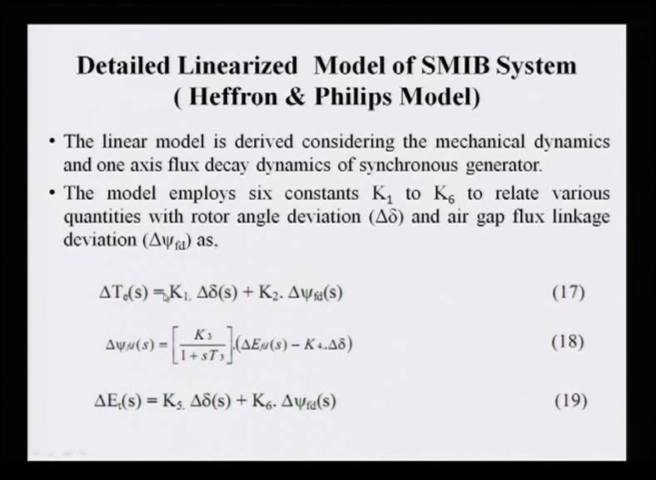 Detailed Linearized Model of SMIB System
( Heffron & Philips Model)
• The linear model is derived considering the mechanical dynamics
and one axis flux decay dynamics of synchronous generator.
• The model employs six constants K₁ to K₆ to relate various
quantities with rotor angle deviation (Δδ) and air gap flux linkage
deviation (Δψfd) as.
ΔTₑ(s) = K₁. Δδ(s) + K₂. Δψfd(s) (17)
Δψfd(s) = [K₃ / (1 + sT₃)].(ΔEfd(s) − K₄.Δδ) (18)
ΔEₜ(s) = K₅. Δδ(s) + K₆. Δψfd(s) (19)